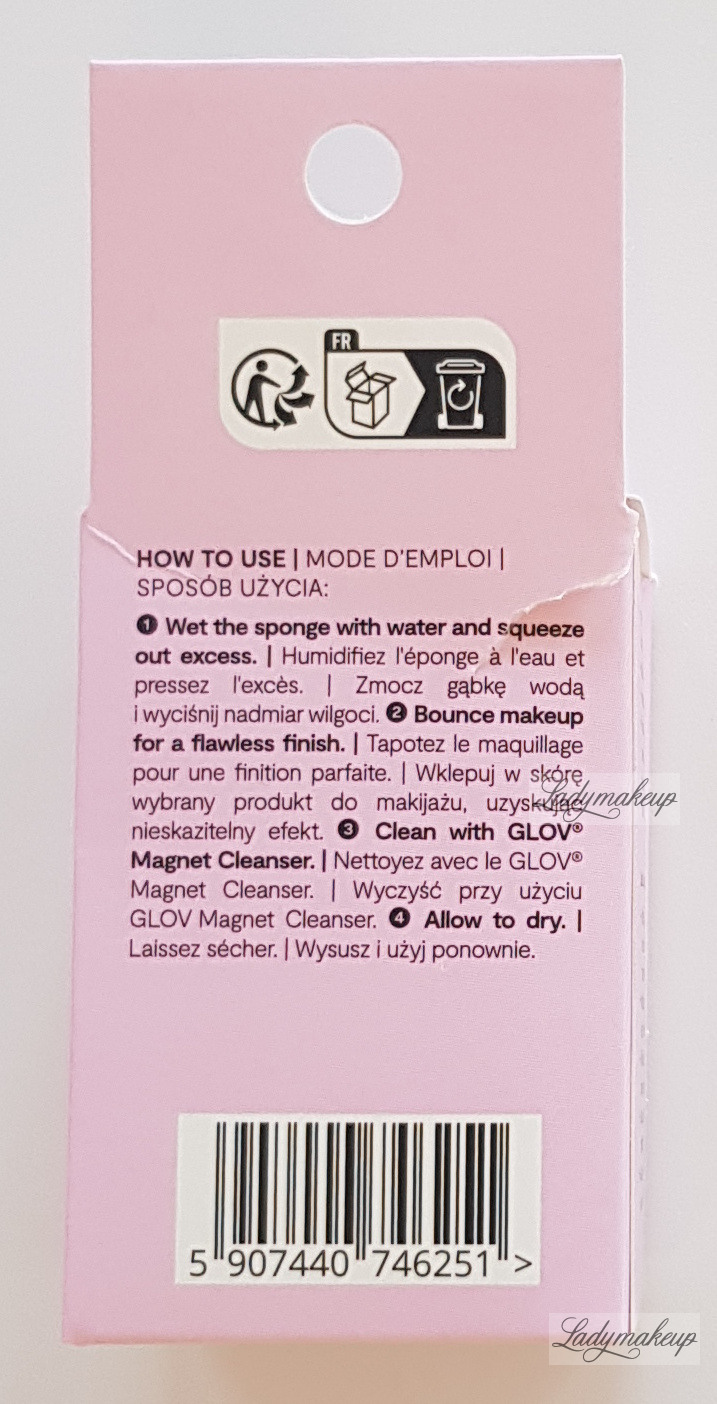 FR
HOW TO USE | MODE D'EMPLOI |
SPOSÓB UŻYCIA:
❶ Wet the sponge with water and squeeze
out excess. | Humidifiez l'éponge à l'eau et
pressez l'excès. | Zmocz gąbkę wodą
i wyciśnij nadmiar wilgoci. ❷ Bounce makeup
for a flawless finish. | Tapotez le maquillage
pour une finition parfaite. | Wklepuj w skórę
wybrany produkt do makijażu, uzyskując
Ladymakeup
nieskazitelny efekt. ❸ Clean with GLOV®
Magnet Cleanser. | Nettoyez avec le GLOV®
Magnet Cleanser. | Wyczyść przy użyciu
GLOV Magnet Cleanser. ❹ Allow to dry. |
Laissez sécher. | Wysusz i użyj ponownie.
5 907440 746251 >
Ladymakeup